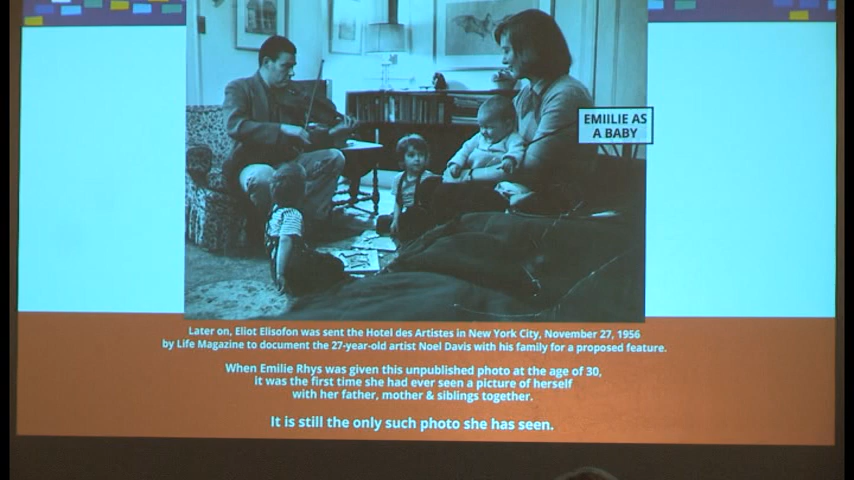 EMIILIE AS
A BABY
Later on, Eliot Elisofon was sent the Hotel des Artistes in New York City, November 27, 1956
by Life Magazine to document the 27-year-old artist Noel Davis with his family for a proposed feature.
When Emilie Rhys was given this unpublished photo at the age of 30,
it was the first time she had ever seen a picture of herself
with her father, mother & siblings together.
It is still the only such photo she has seen.